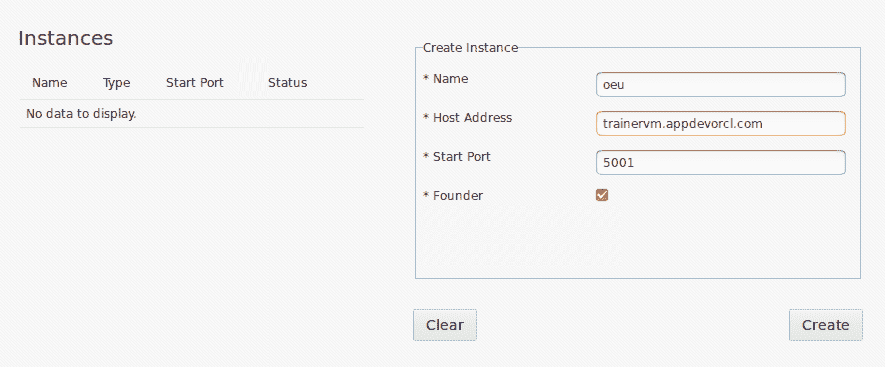 Instances
Name Type Start Port Status
No data to display.
Create Instance
* Name oeu
* Host Address trainervm.appdevorcl.com
* Start Port 5001
* Founder
Clear Create